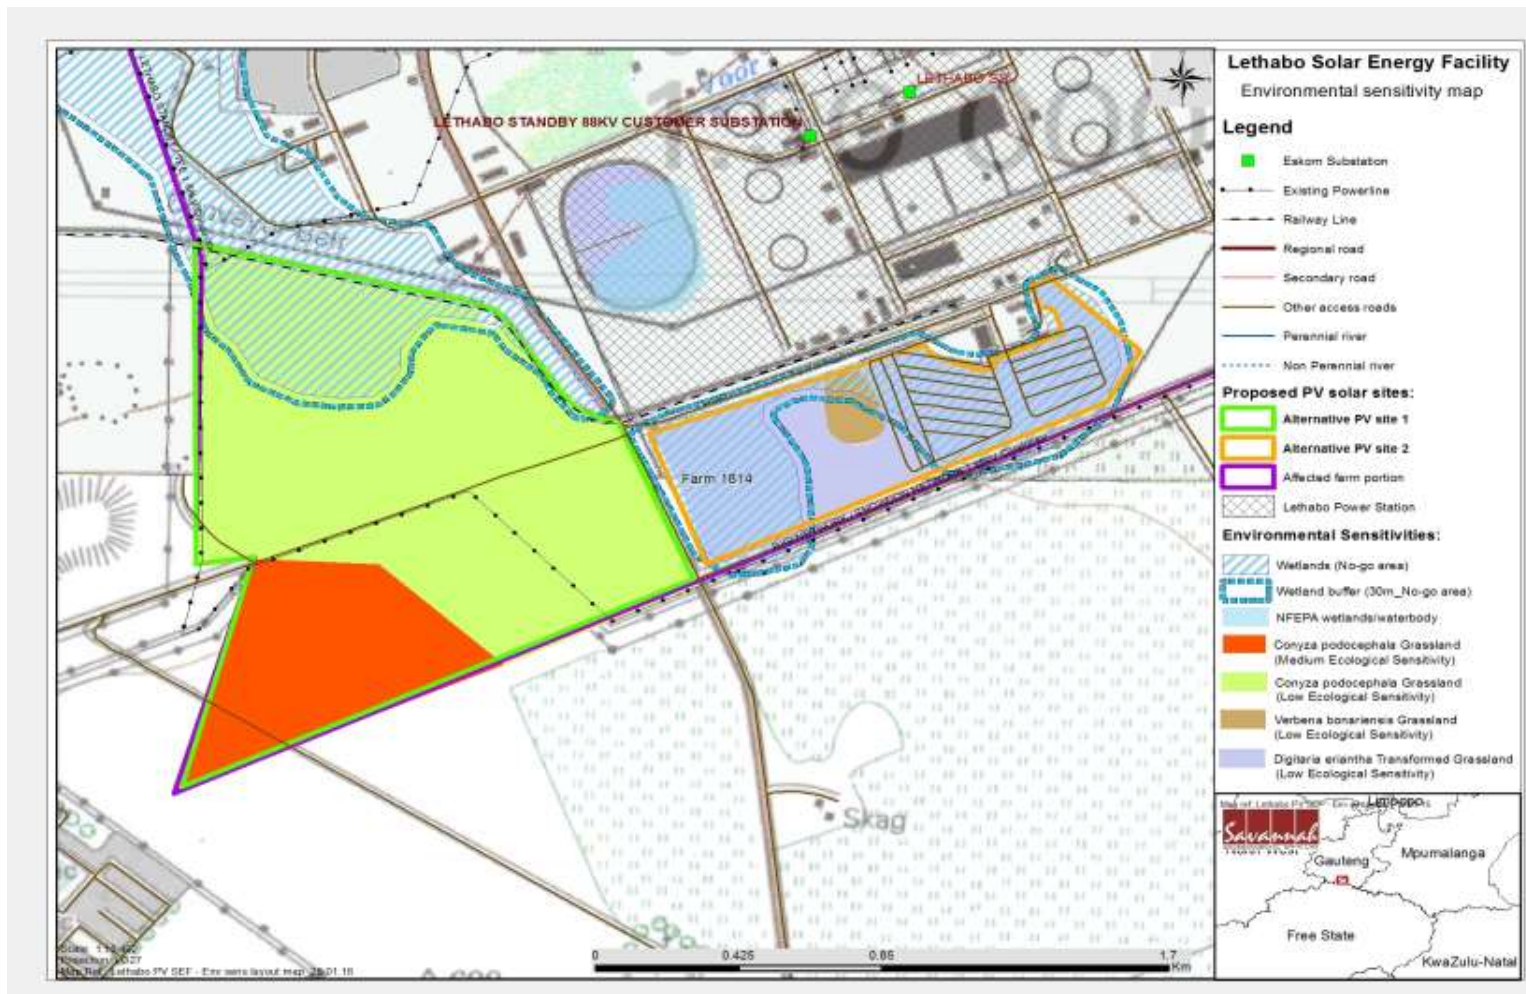 Lethabo Solar Energy Facility
Environmental sensitivity map
Legend
Eskom Substation
Existing Powerline
Railway Line
Regional road
Secondary road
Other access roads
Perennial river
Non Perennial river
Proposed PV solar sites:
Alternative PV site 1
Alternative PV site 2
Affected farm portion
Lethabo Power Station
Environmental Sensitivities:
Wetlands (No-go area)
Wetland buffer (30m_No-go area)
NFEPA wetlands/waterbody
Conyza podocephala Grassland
(Medium Ecological Sensitivity)
Conyza podocephala Grassland
(Low Ecological Sensitivity)
Verbena bonariensis Grassland
(Low Ecological Sensitivity)
Digitaria eriantha Transformed Grassland
(Low Ecological Sensitivity)
LETHABO STANDBY 88KV CUSTOMER SUBSTATION
Farm 1814
Skag
0 0.425 0.85 1.7
Km
Savannah
Limpopo
Gauteng
Mpumalanga
Free State
KwaZulu-Natal